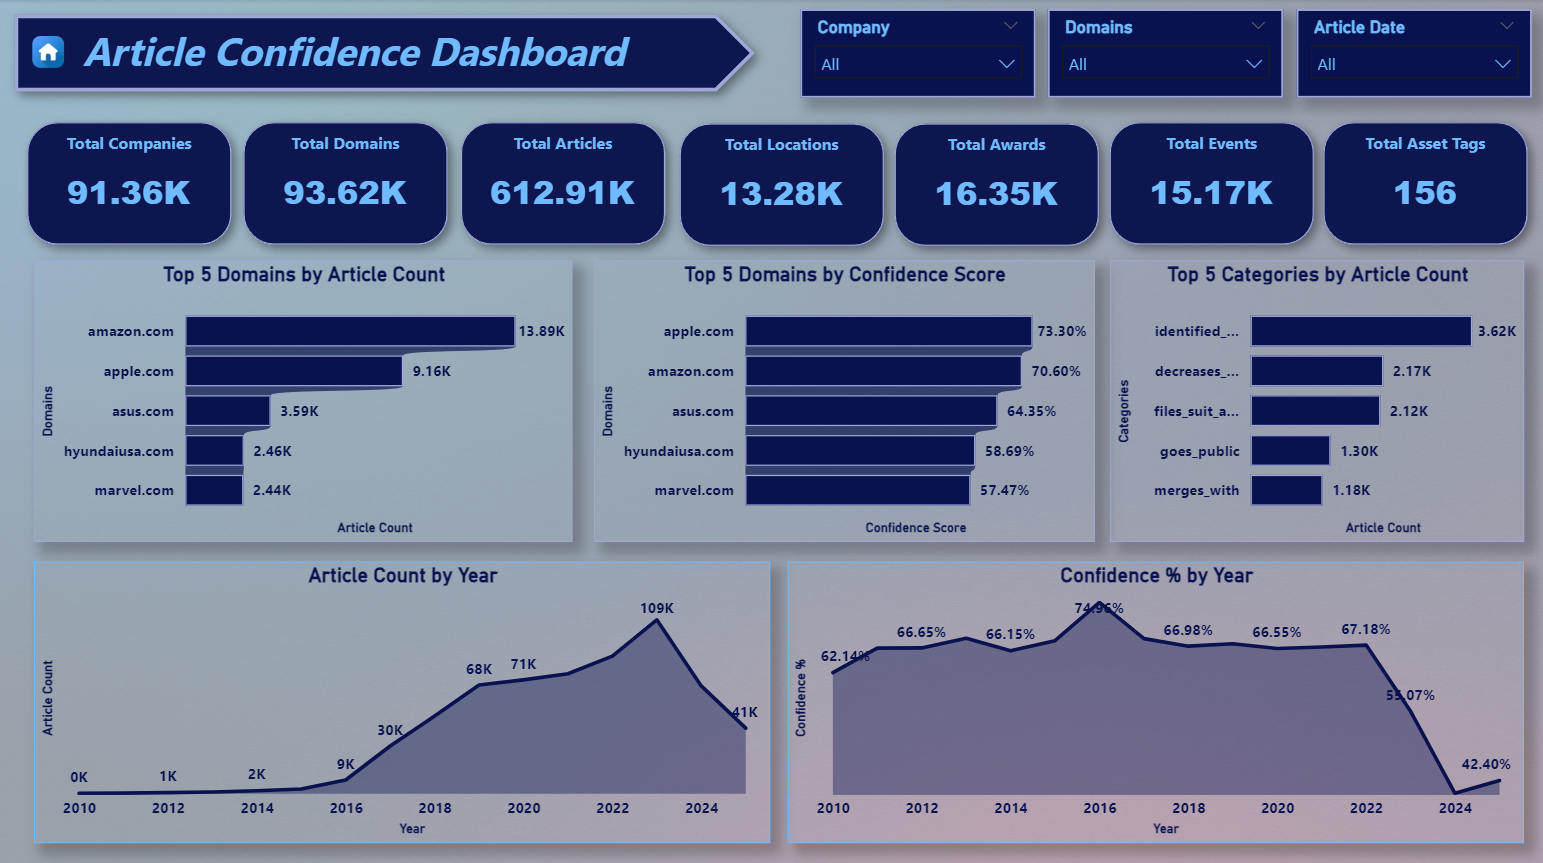 Article Confidence Dashboard
Company
All
Domains
All
Article Date
All
Total Companies
91.36K
Total Domains
93.62K
Total Articles
612.91K
Total Locations
13.28K
Total Awards
16.35K
Total Events
15.17K
Total Asset Tags
156
Top 5 Domains by Article Count
Domains
amazon.com 13.89K
apple.com 9.16K
asus.com 3.59K
hyundaiusa.com 2.46K
marvel.com 2.44K
Article Count
Top 5 Domains by Confidence Score
Domains
apple.com 73.30%
amazon.com 70.60%
asus.com 64.35%
hyundaiusa.com 58.69%
marvel.com 57.47%
Confidence Score
Top 5 Categories by Article Count
Categories
identified_... 3.62K
decreases_... 2.17K
files_suit_a... 2.12K
goes_public 1.30K
merges_with 1.18K
Article Count
Article Count by Year
Article Count
0K 1K 2K 9K 30K 68K 71K 109K 41K
2010 2012 2014 2016 2018 2020 2022 2024
Year
Confidence % by Year
Confidence %
62.14% 66.65% 66.15% 74.96% 66.98% 66.55% 67.18% 55.07% 42.40%
2010 2012 2014 2016 2018 2020 2022 2024
Year